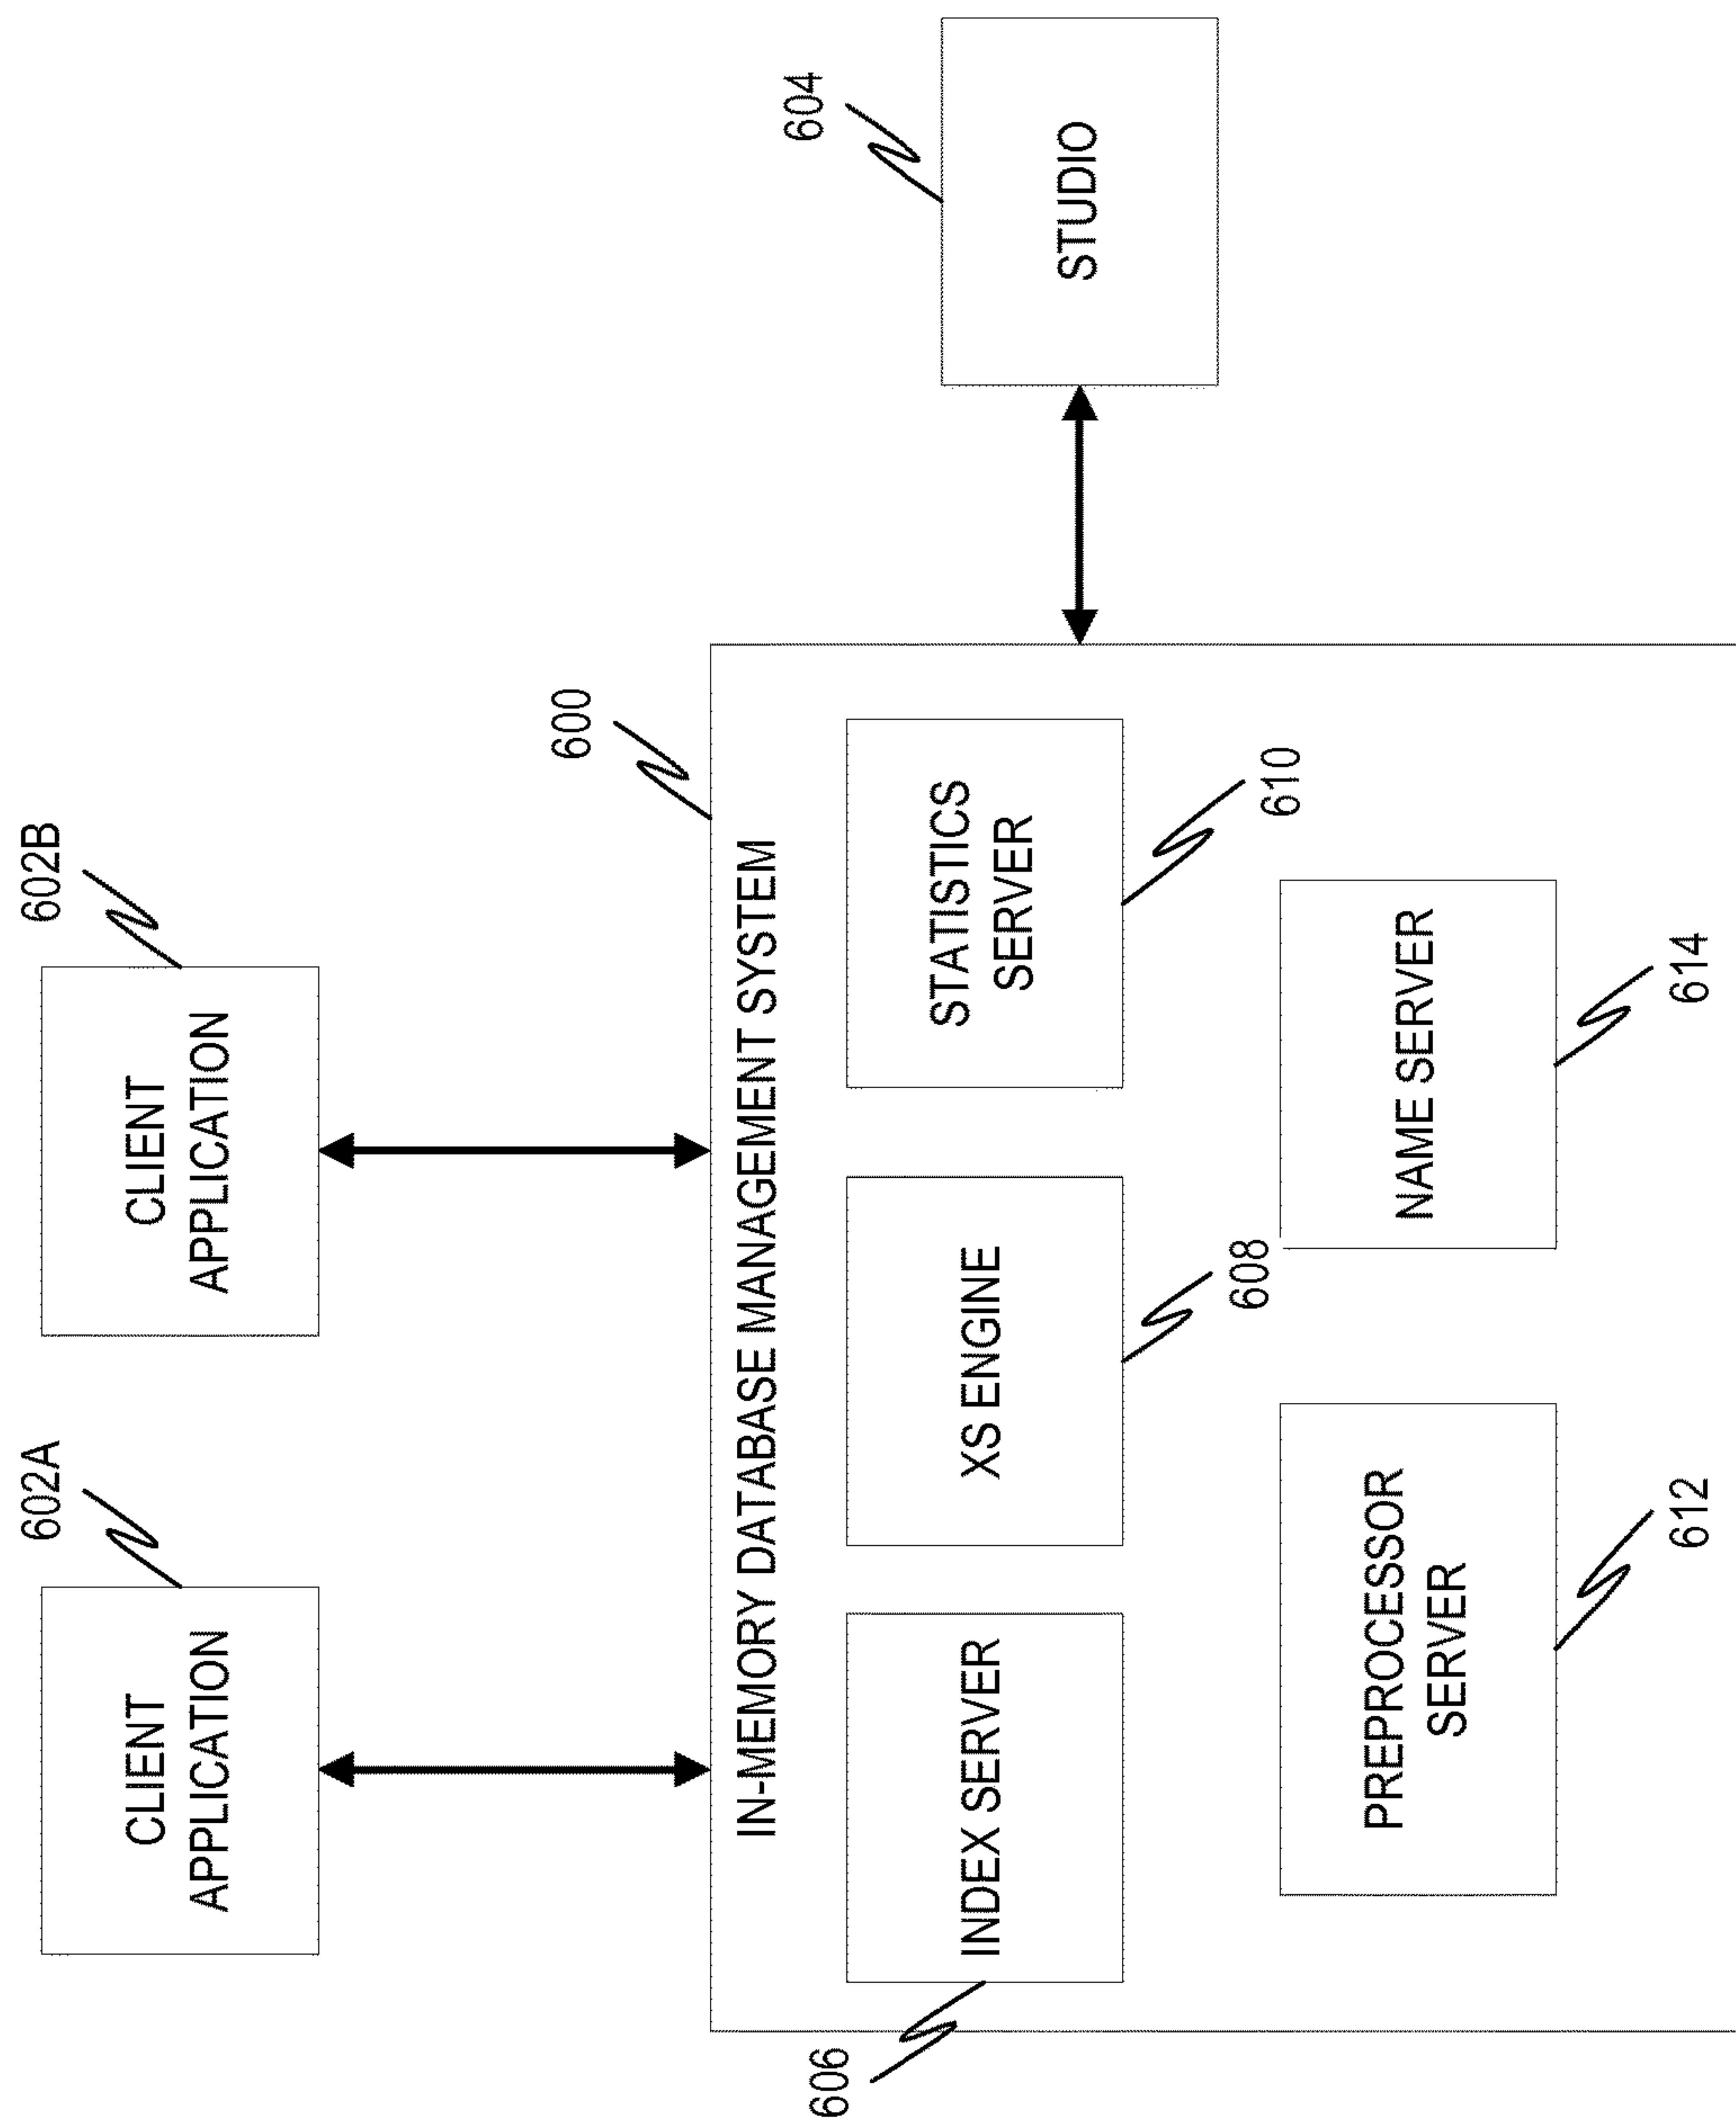 602A
602B
CLIENT
APPLICATION
CLIENT
APPLICATION
600
604
IN-MEMORY DATABASE MANAGEMENT SYSTEM
606
INDEX SERVER
XS ENGINE
STATISTICS
SERVER
STUDIO
608
610
PREPROCESSOR
SERVER
NAME SERVER
612
614